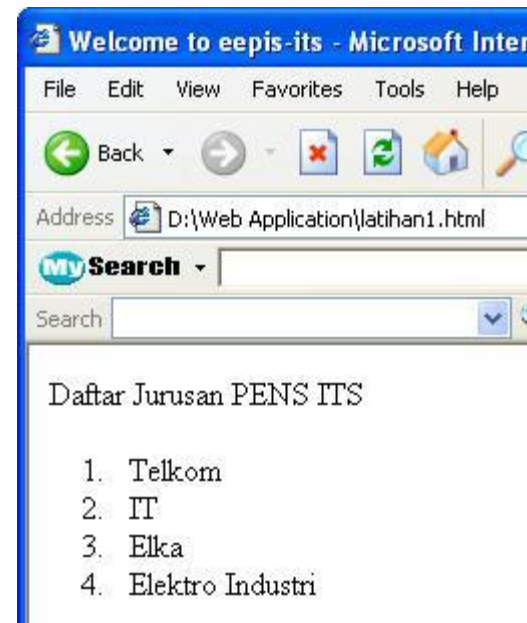 Welcome to eepis-its - Microsoft Inter
File Edit View Favorites Tools Help
Back
Address D:\Web Application\latihan1.html
My Search
Search
Daftar Jurusan PENS ITS
1. Telkom
2. IT
3. Elka
4. Elektro Industri